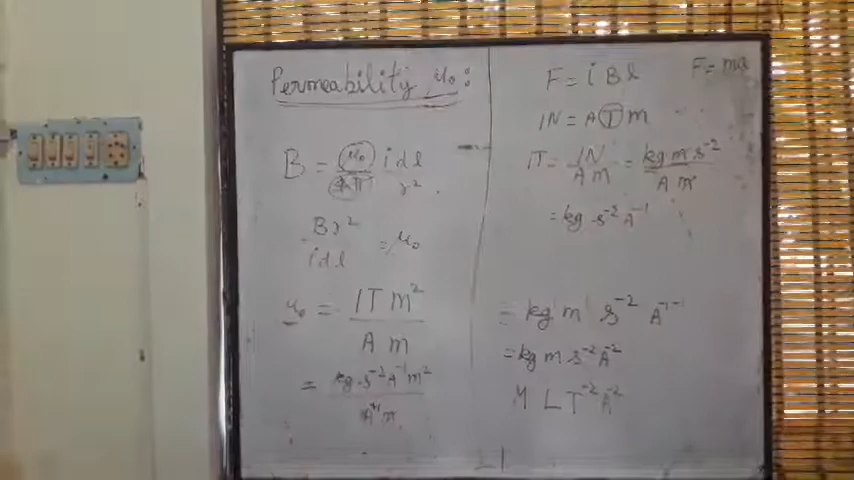 Permeability, μ₀:
B = μ₀ i dl
4π r².
Br²
i dl = μ₀
μ₀ = 1T m²
A m
= kg·s⁻² A⁻¹ m²
A m
F = i B l
F = ma
1N = A T m
1T = 1N = kg m s⁻²
A m A m
= kg s⁻² A⁻¹
= kg m s⁻² A⁻¹⁻¹
= kg m s⁻² A⁻²
M L T⁻² A⁻²